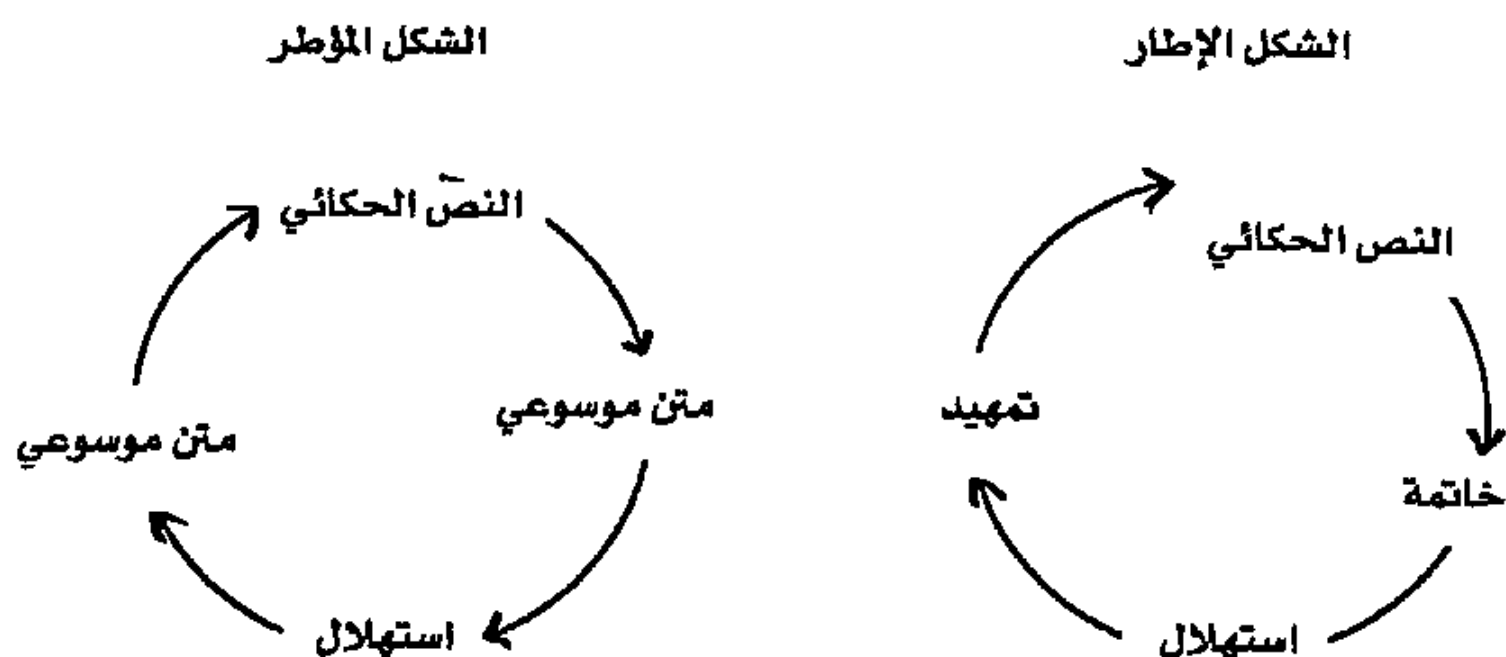 الشكل الإطار
الشكل المؤطر
النص الحكائي
النصّ الحكائي
تمهيد
خاتمة
استهلال
متن موسوعي
متن موسوعي
استهلال